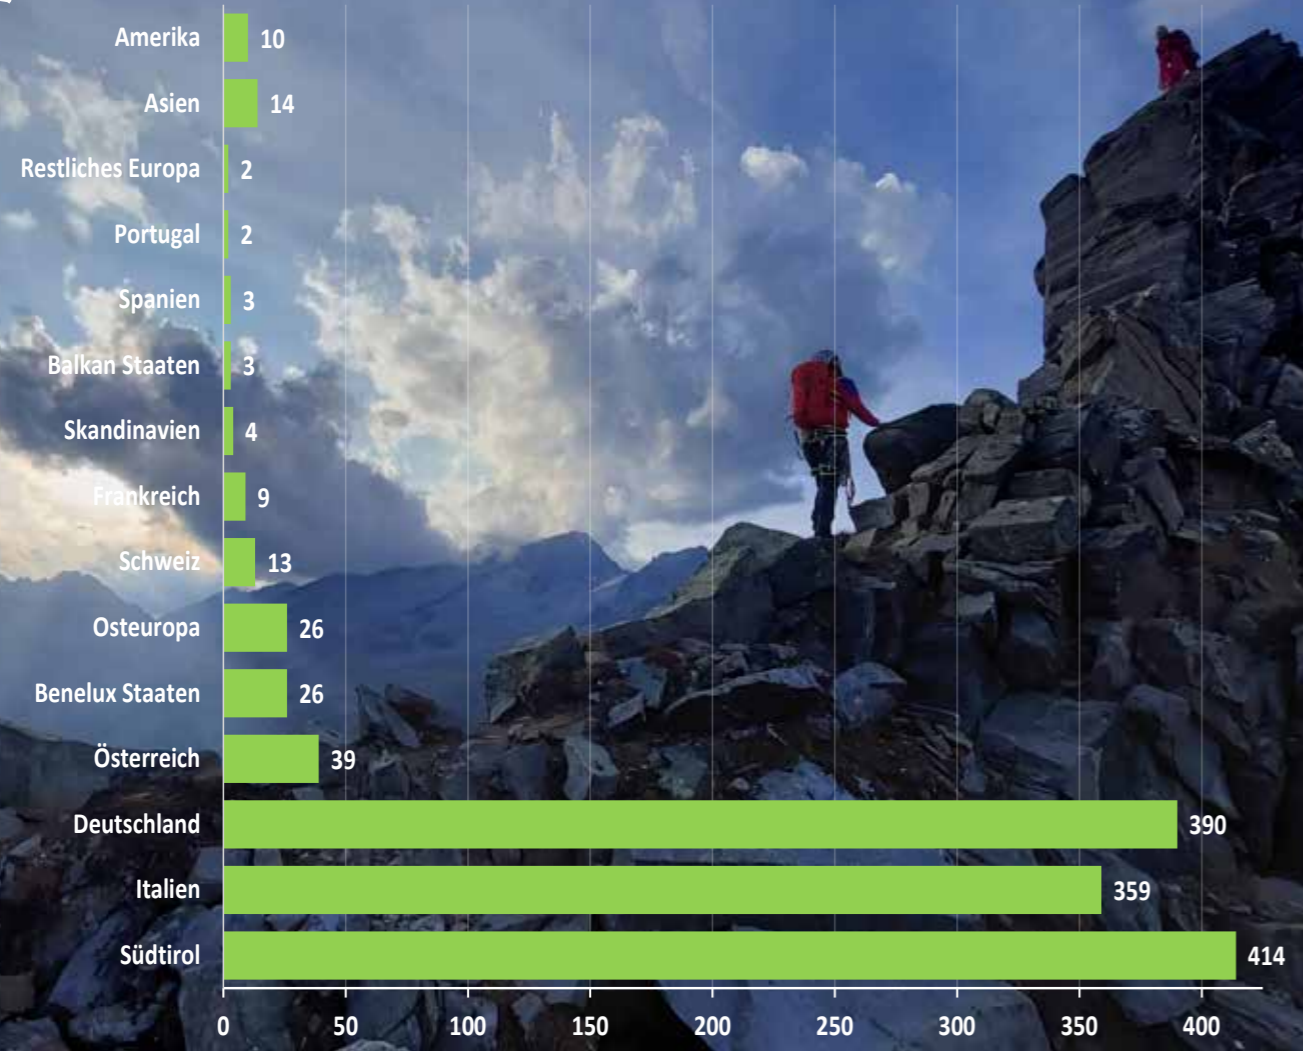 Amerika 10
Asien 14
Restliches Europa 2
Portugal 2
Spanien 3
Balkan Staaten 3
Skandinavien 4
Frankreich 9
Schweiz 13
Osteuropa 26
Benelux Staaten 26
Österreich 39
Deutschland 390
Italien 359
Südtirol 414
0 50 100 150 200 250 300 350 400